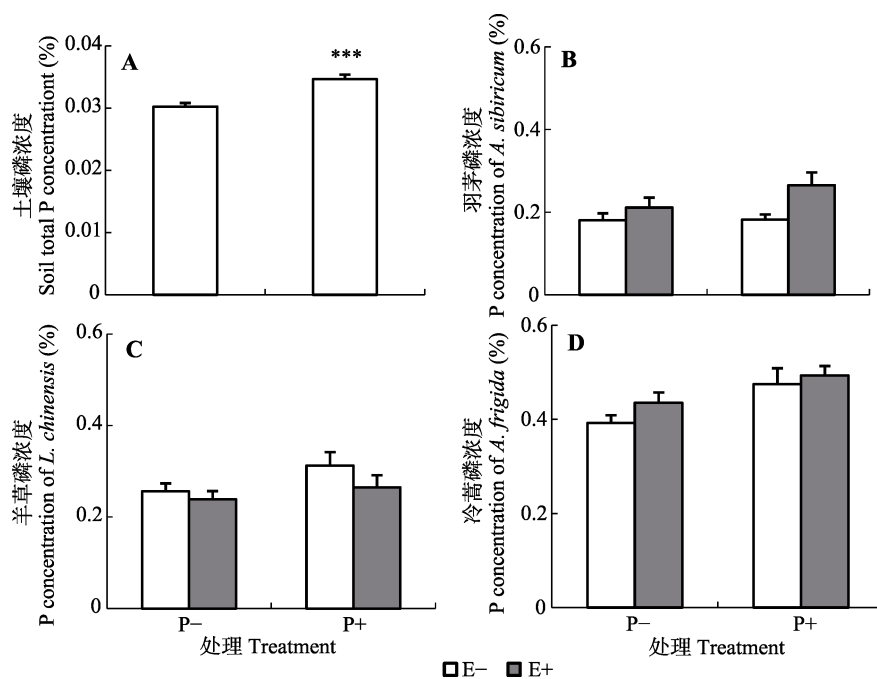 A
***
土壤磷浓度
Soil total P concentrationt (%)
0.04
0.03
0.02
0.01
0
B
羽茅磷浓度
P concentration of A. sibiricum (%)
0.6
0.4
0.2
0
C
羊草磷浓度
P concentration of L. chinensis (%)
0.6
0.4
0.2
0
P− P+
处理 Treatment
D
冷蒿磷浓度
P concentration of A. frigida (%)
0.6
0.4
0.2
0
P− P+
处理 Treatment
E− E+